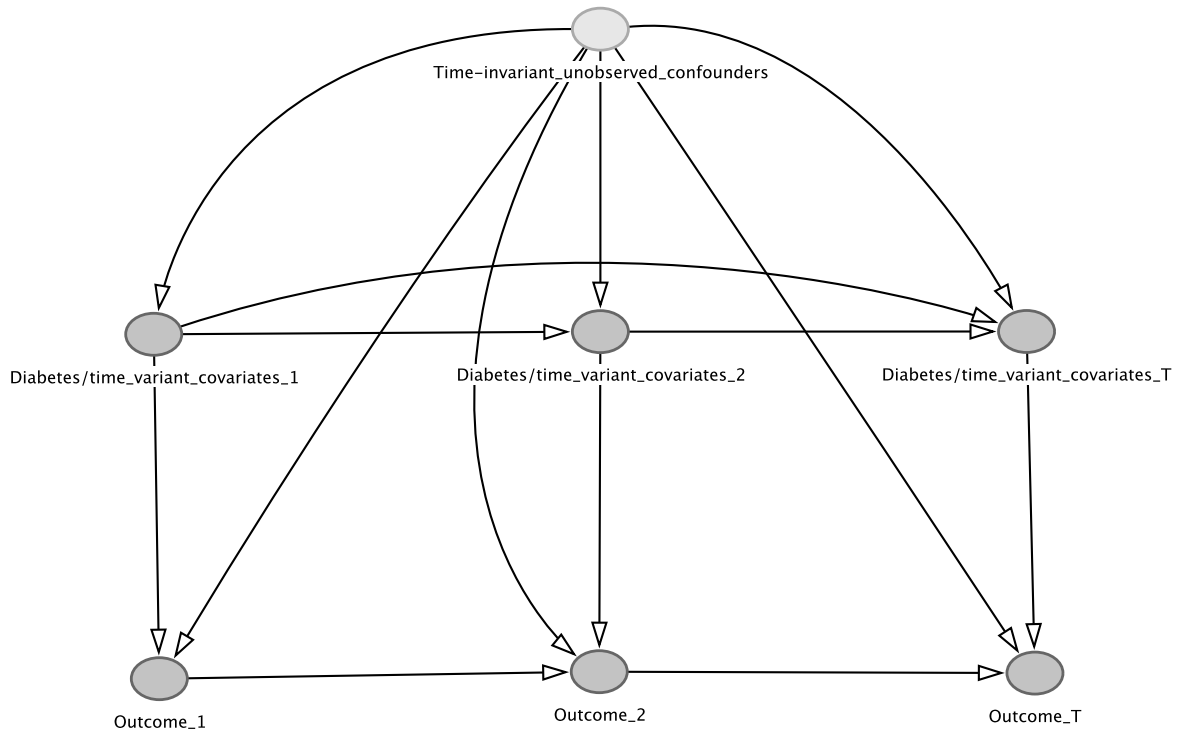 Time-invariant_unobserved_confounders
Diabetes/time_variant_covariates_1
Diabetes/time_variant_covariates_2
Diabetes/time_variant_covariates_T
Outcome_1
Outcome_2
Outcome_T